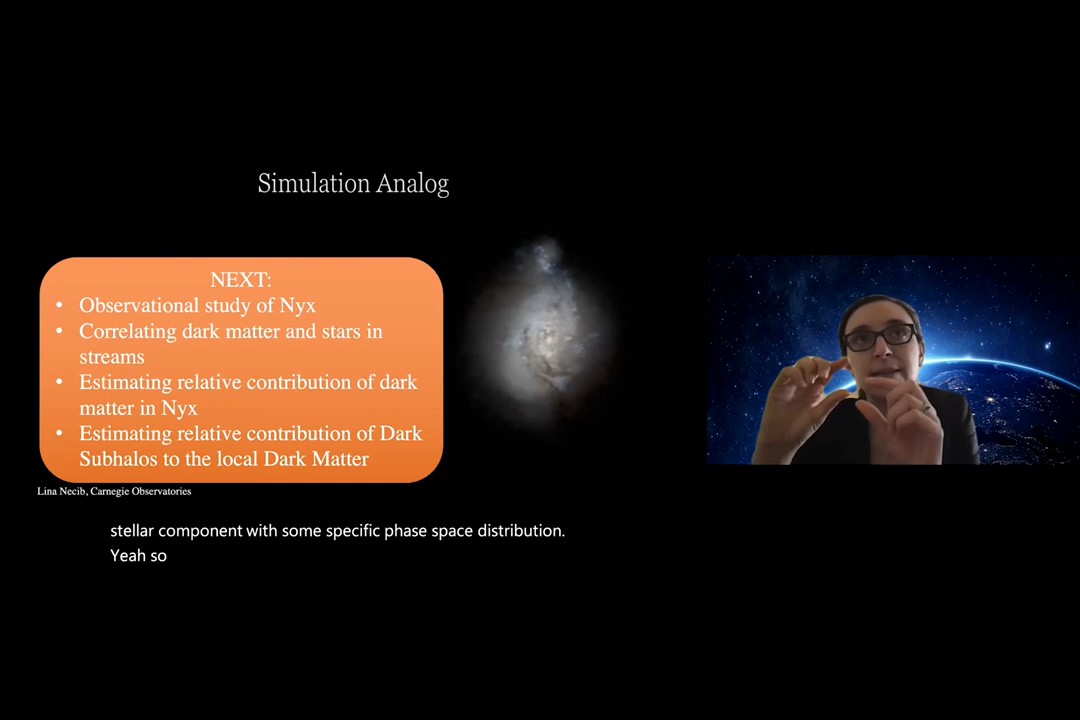 Simulation Analog
NEXT:
• Observational study of Nyx
• Correlating dark matter and stars in
streams
• Estimating relative contribution of dark
matter in Nyx
• Estimating relative contribution of Dark
Subhalos to the local Dark Matter
Lina Necib, Carnegie Observatories
stellar component with some specific phase space distribution.
Yeah so